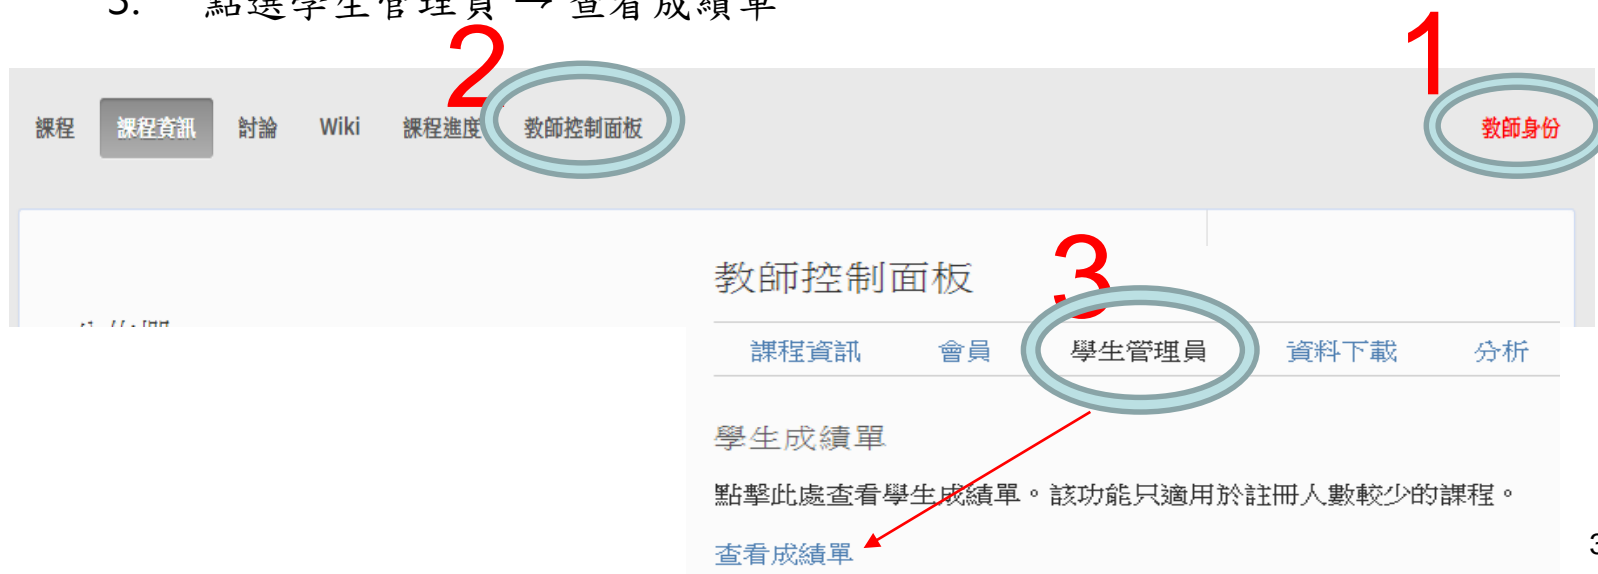 3. 點選學生管理員 → 查看成績單
2
1
課程 課程資訊 討論 Wiki 課程進度 教師控制面板 教師身份
教師控制面板
3
課程資訊 會員 學生管理員 資料下載 分析
學生成績單
點擊此處查看學生成績單。該功能只適用於註冊人數較少的課程。
查看成績單